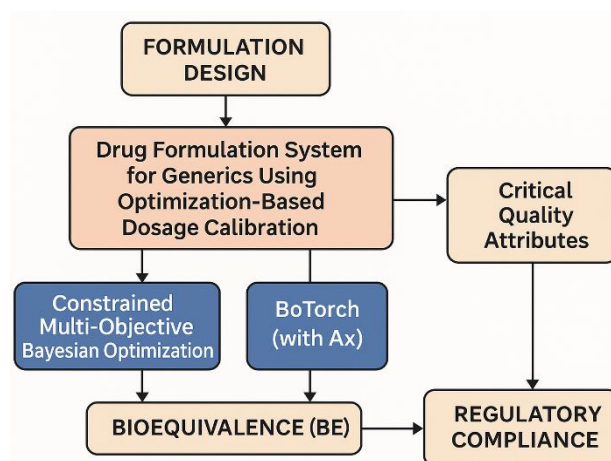 FORMULATION
DESIGN
Drug Formulation System
for Generics Using
Optimization-Based
Dosage Calibration
Critical
Quality
Attributes
Constrained
Multi-Objective
Bayesian Optimization
BoTorch
(with Ax)
BIOEQUIVALENCE (BE)
REGULATORY
COMPLIANCE